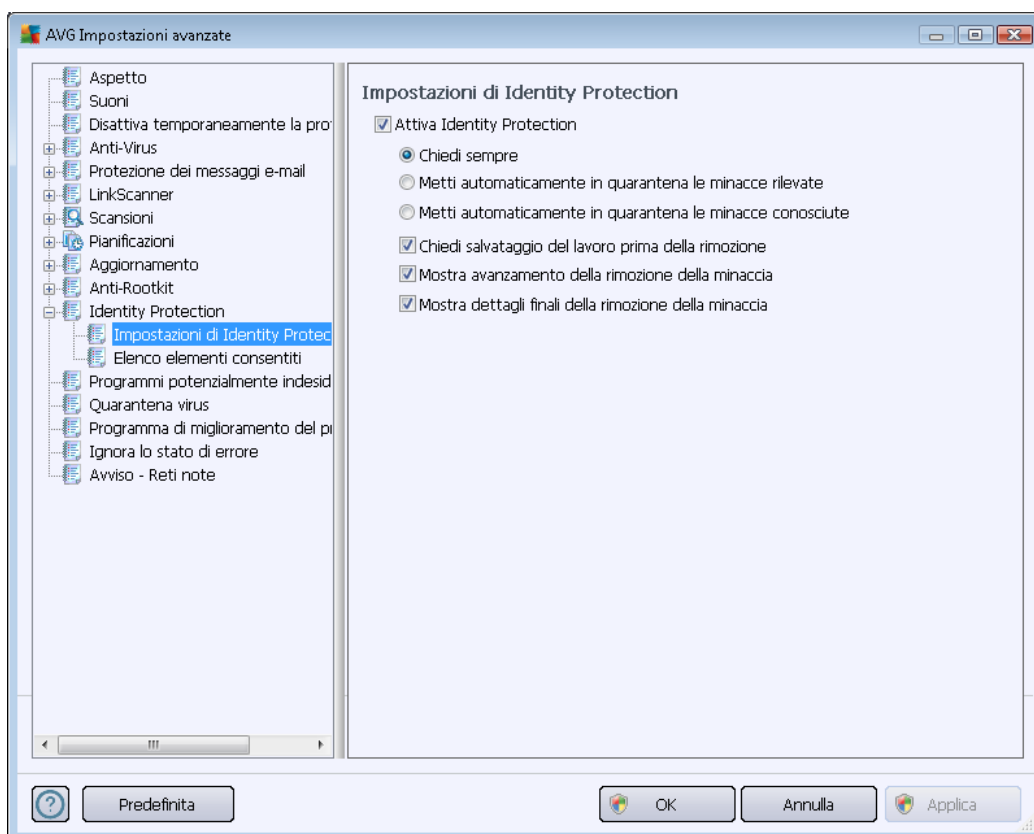 AVG Impostazioni avanzate
Aspetto
Suoni
Disattiva temporaneamente la pro
Anti-Virus
Protezione dei messaggi e-mail
LinkScanner
Scansioni
Pianificazioni
Aggiornamento
Anti-Rootkit
Identity Protection
Impostazioni di Identity Protec
Elenco elementi consentiti
Programmi potenzialmente indesid
Quarantena virus
Programma di miglioramento del pr
Ignora lo stato di errore
Avviso - Reti note
Impostazioni di Identity Protection
Attiva Identity Protection
Chiedi sempre
Metti automaticamente in quarantena le minacce rilevate
Metti automaticamente in quarantena le minacce conosciute
Chiedi salvataggio del lavoro prima della rimozione
Mostra avanzamento della rimozione della minaccia
Mostra dettagli finali della rimozione della minaccia
Predefinita
OK
Annulla
Applica